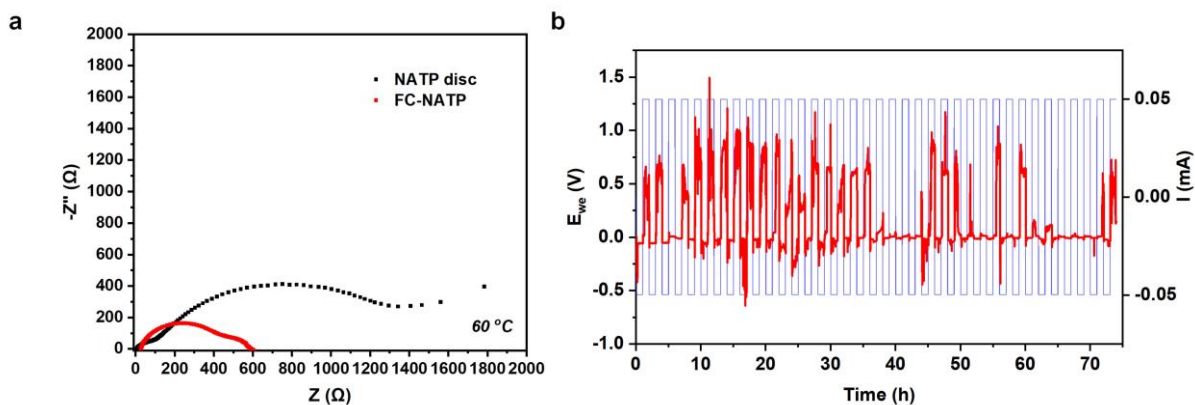 a
2000
1800
1600
1400
1200
1000
800
600
400
200
0
-Z" (Ω)
NATP disc
FC-NATP
60 °C
0 200 400 600 800 1000 1200 1400 1600 1800 2000
Z (Ω)
b
1.5
1.0
0.5
0.0
-0.5
-1.0
E_we (V)
0.05
0.00
-0.05
I (mA)
0 10 20 30 40 50 60 70
Time (h)